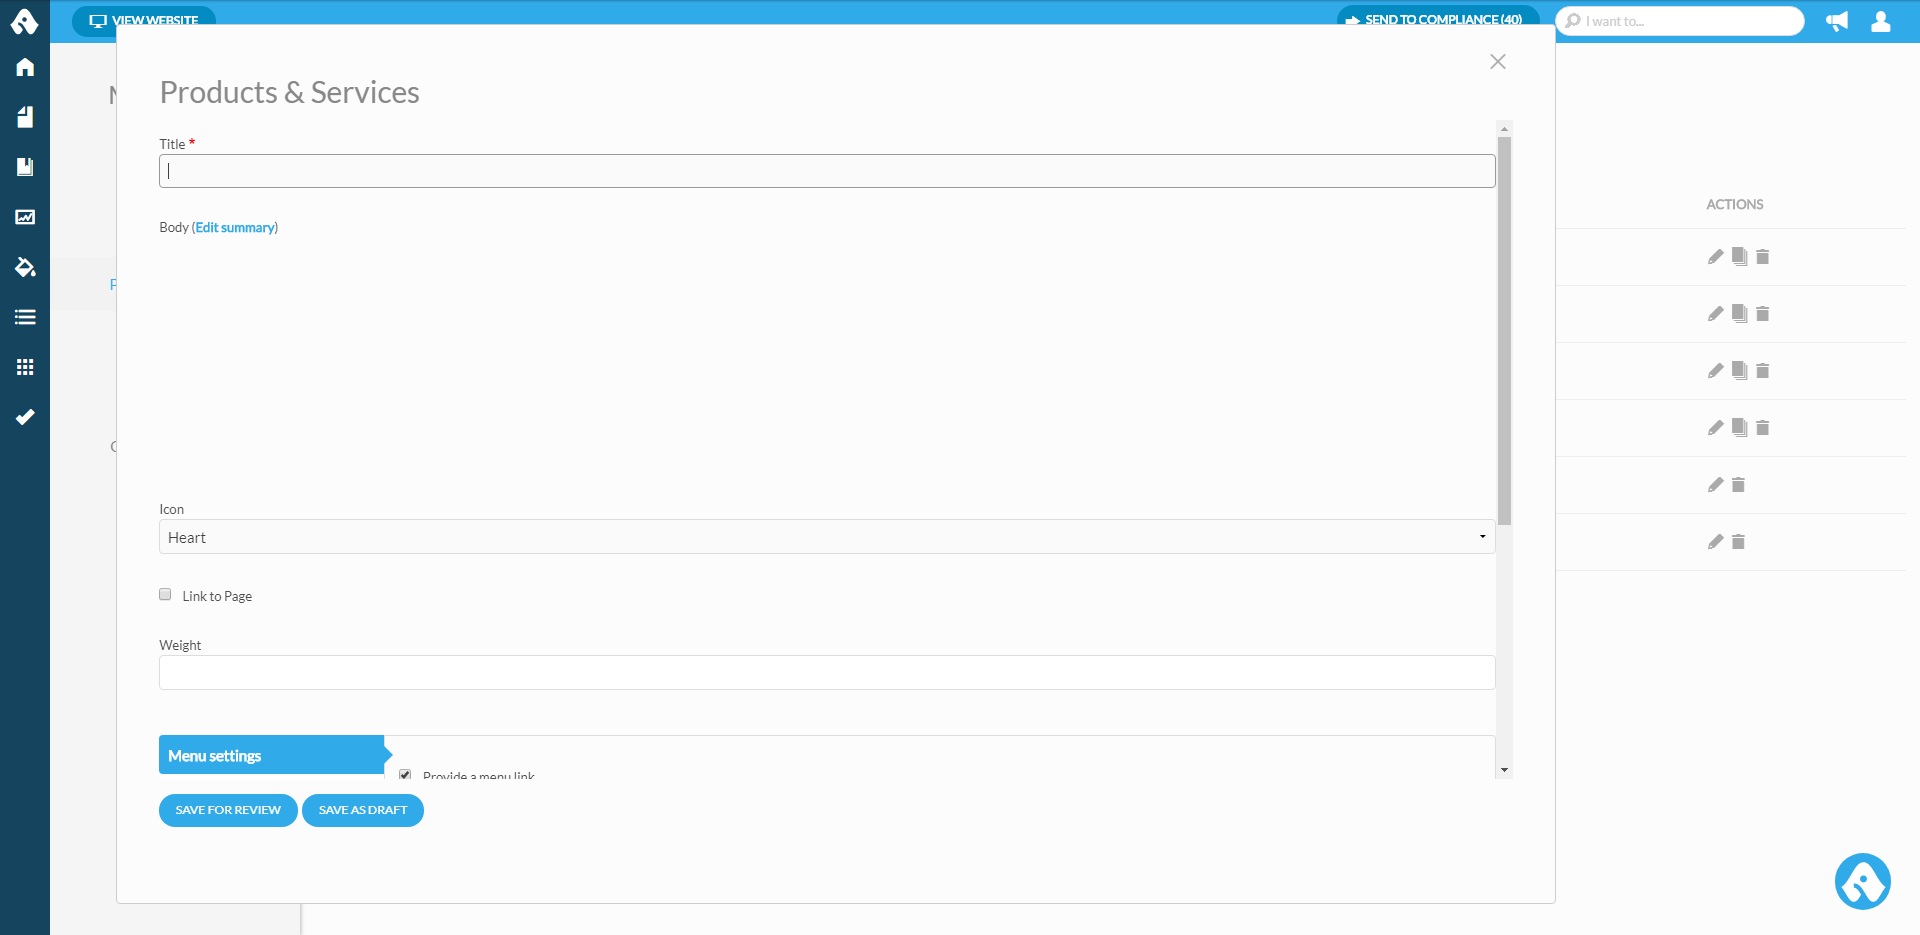 VIEW WEBSITE
SEND TO COMPLIANCE (40)
I want to...
Products & Services
Title *
Body (Edit summary)
ACTIONS
Icon
Heart
Link to Page
Weight
Menu settings
Provide a menu link
SAVE FOR REVIEW
SAVE AS DRAFT